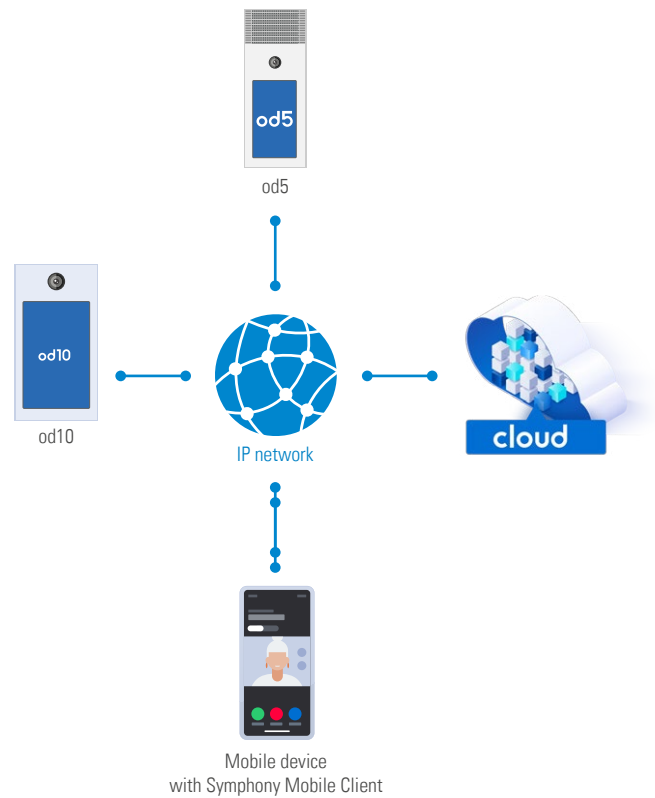 od5
od5
od10
od10
IP network
cloud
Mobile device
with Symphony Mobile Client